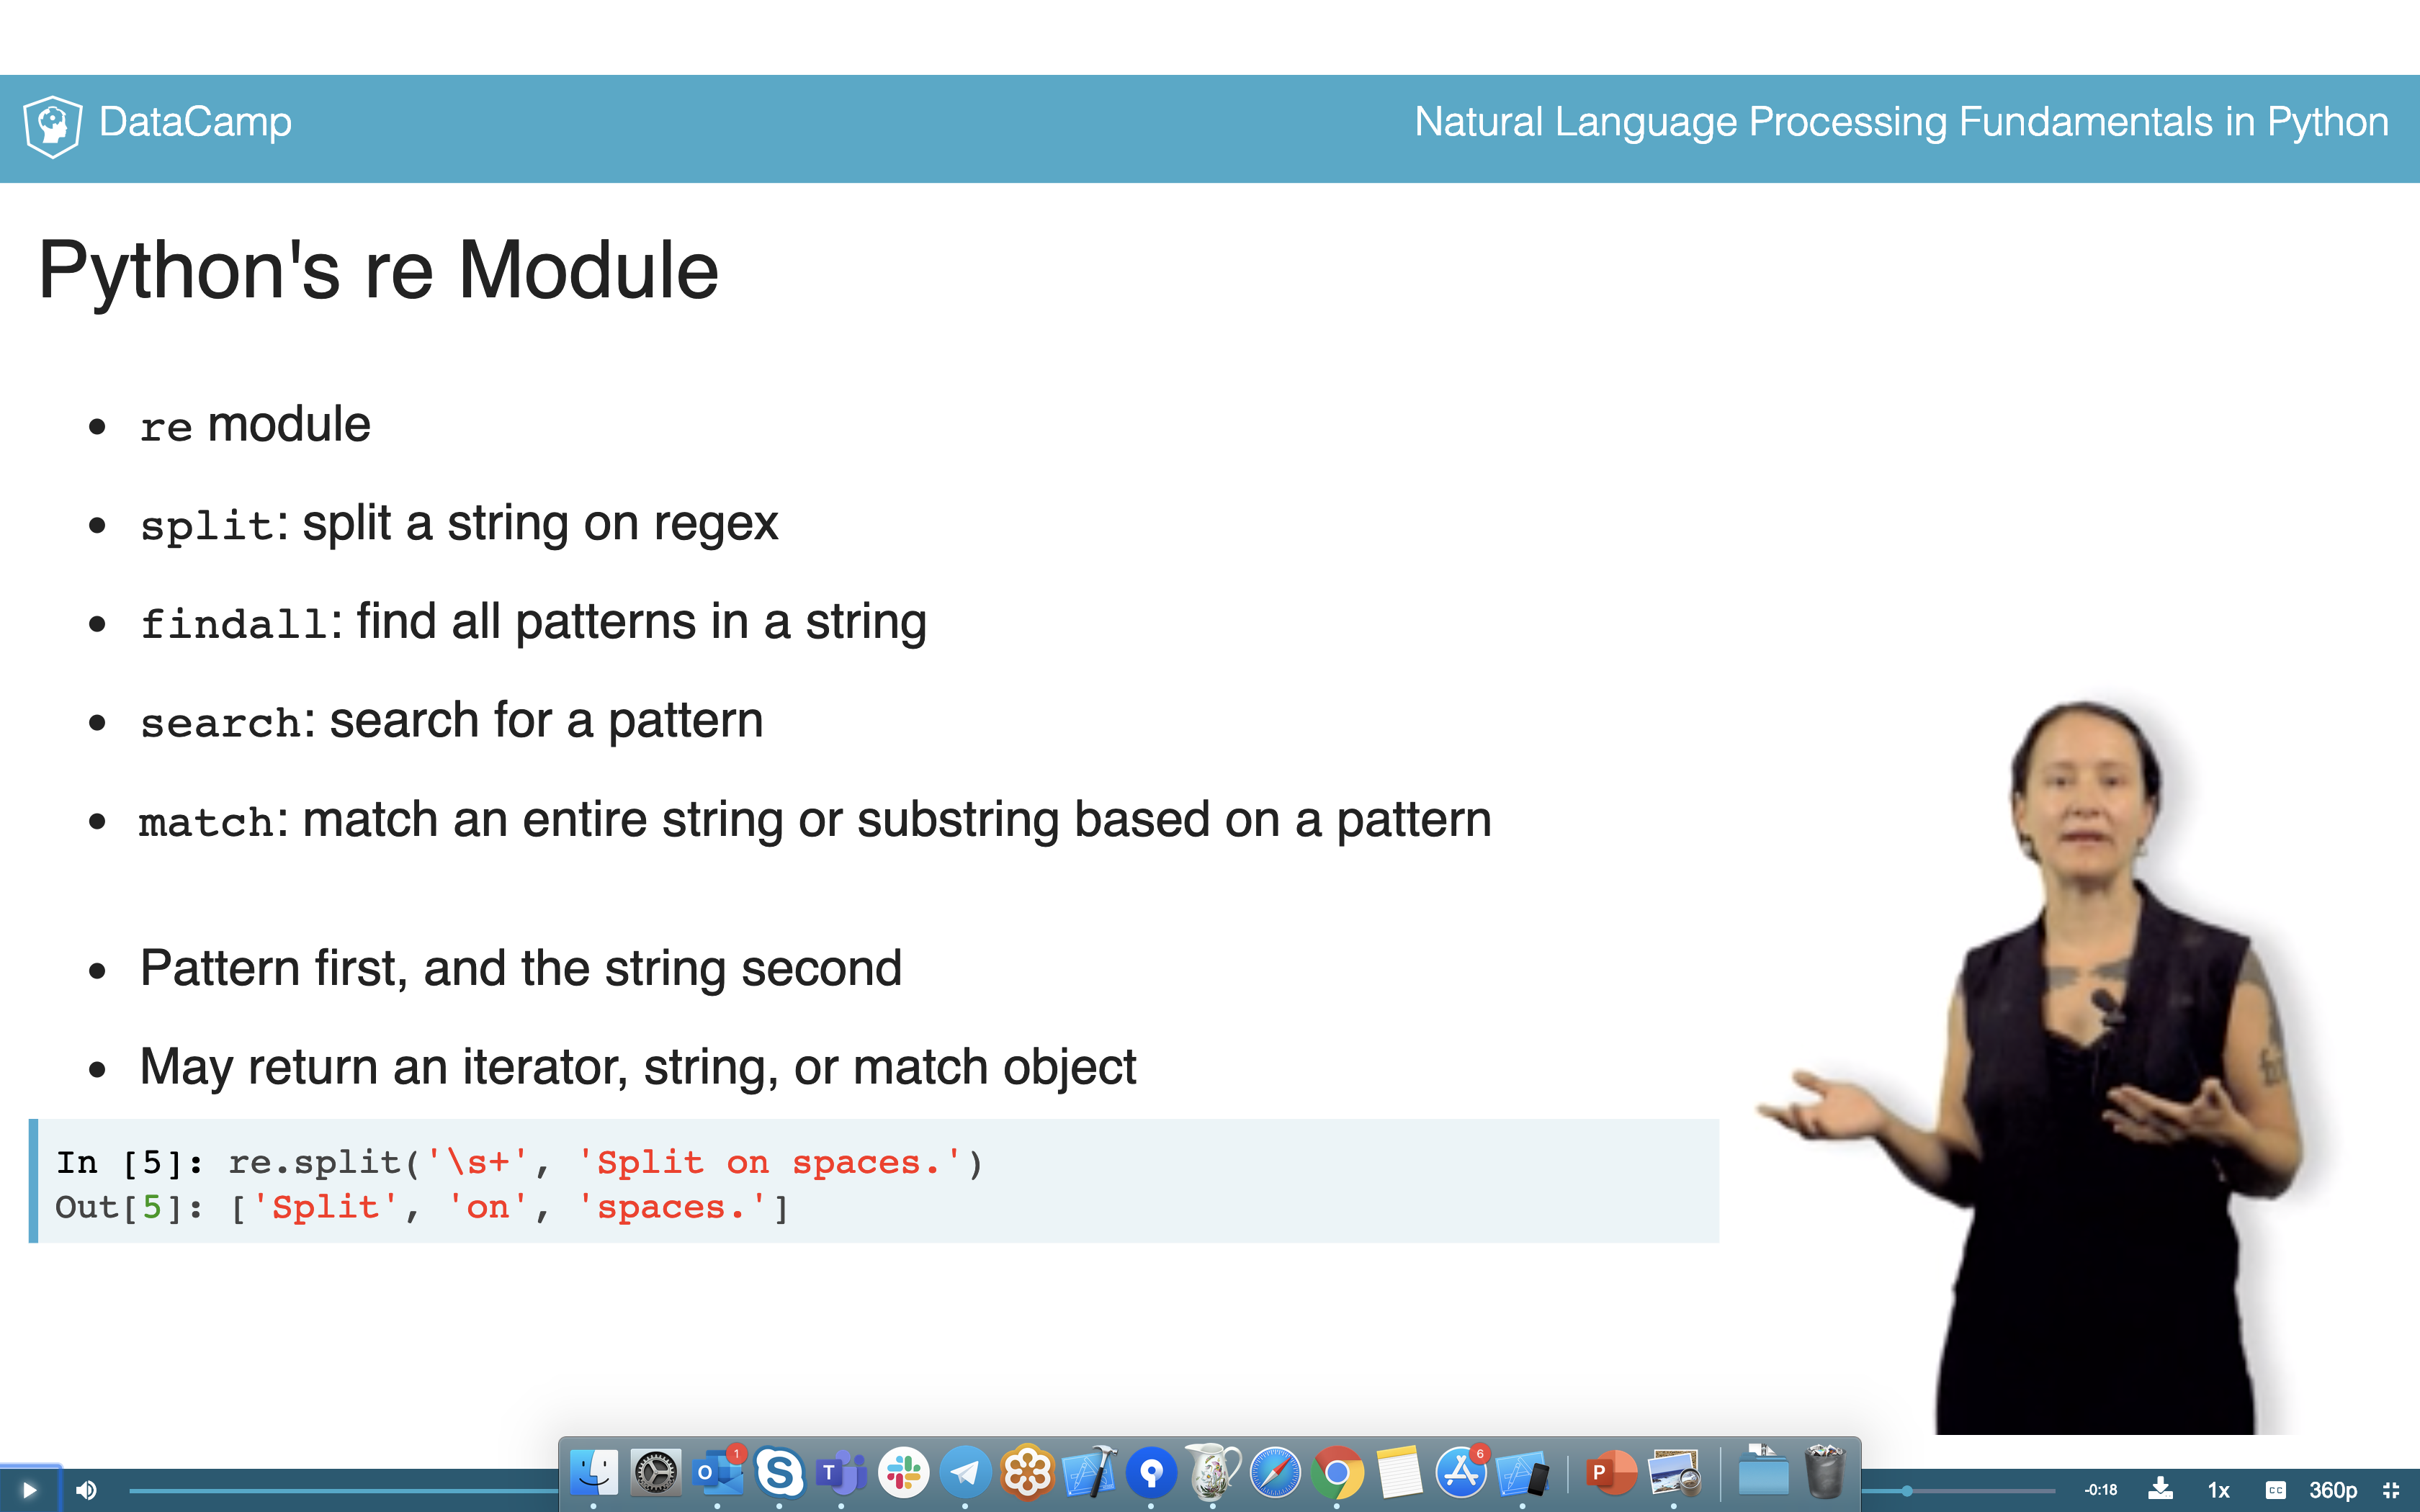 DataCamp
Natural Language Processing Fundamentals in Python
Python's re Module
re module
split: split a string on regex
findall: find all patterns in a string
search: search for a pattern
match: match an entire string or substring based on a pattern
Pattern first, and the string second
May return an iterator, string, or match object
In [5]: re.split('\s+', 'Split on spaces.')
Out[5]: ['Split', 'on', 'spaces.']
1
6
O
S
T
P
-0:18
1x
CC
360p